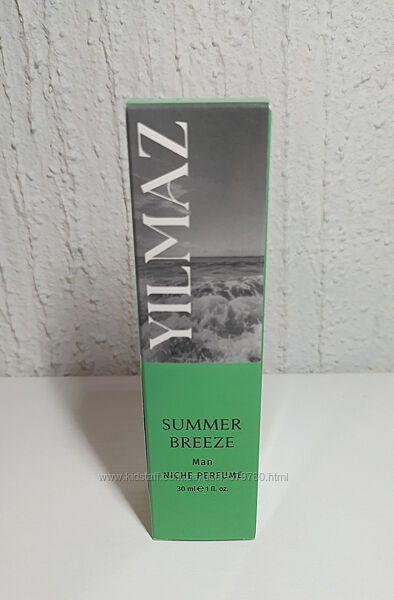 YILMAZ
SUMMER
BREEZE
Man
NICHE PERFUME
30 ml ℮ 1 fl. oz.